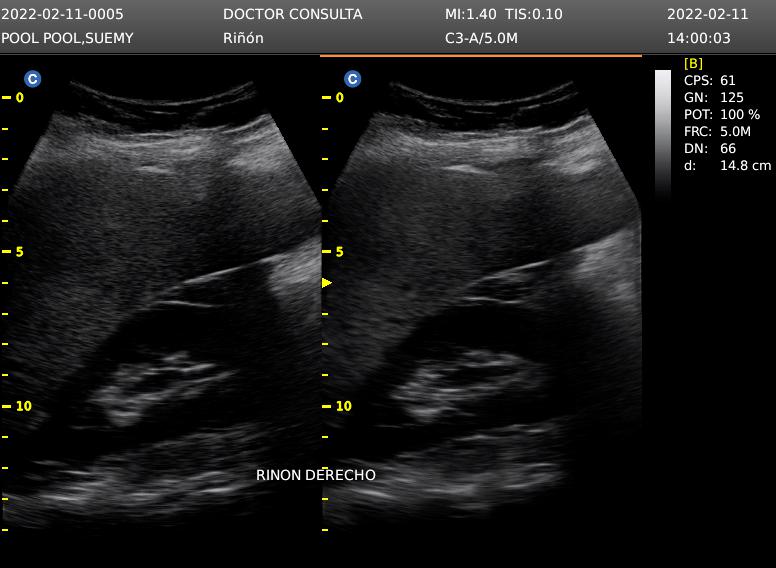 2022-02-11-0005 DOCTOR CONSULTA MI:1.40 TIS:0.10 2022-02-11
POOL POOL,SUEMY Riñón C3-A/5.0M 14:00:03
[B]
C C
0 0
CPS: 61
GN: 125
POT: 100 %
FRC: 5.0M
DN: 66
d: 14.8 cm
5 5
10 10
RINON DERECHO